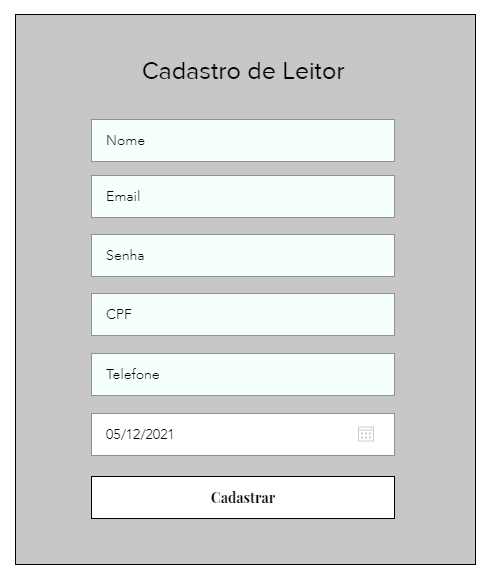 Cadastro de Leitor
Nome
Email
Senha
CPF
Telefone
05/12/2021
Cadastrar